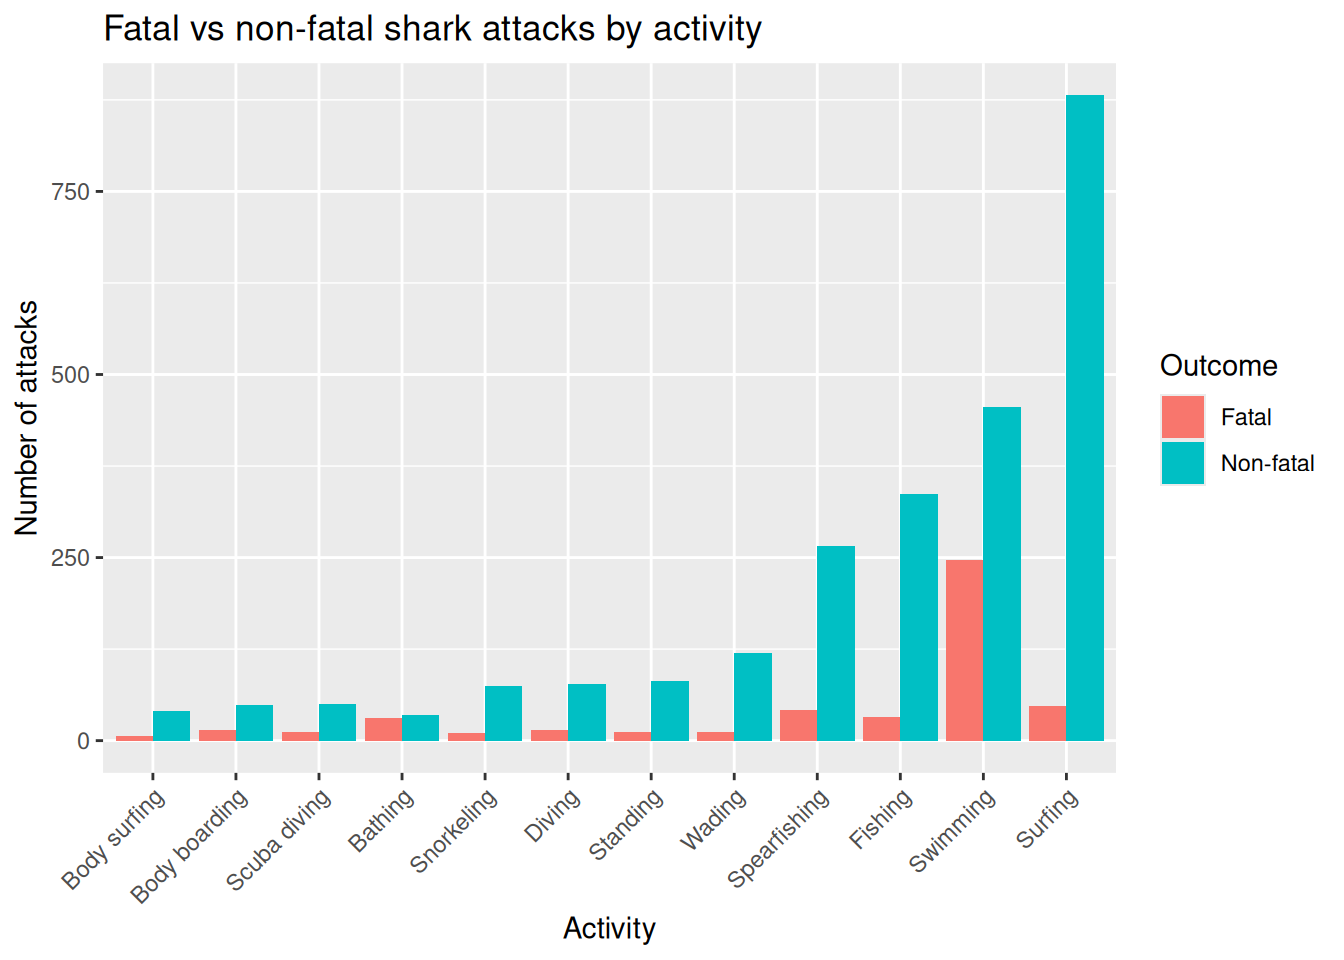 Fatal vs non-fatal shark attacks by activity
Number of attacks
750
500
250
0
Body surfing
Body boarding
Scuba diving
Bathing
Snorkeling
Diving
Standing
Wading
Spearfishing
Fishing
Swimming
Surfing
Activity
Outcome
Fatal
Non-fatal